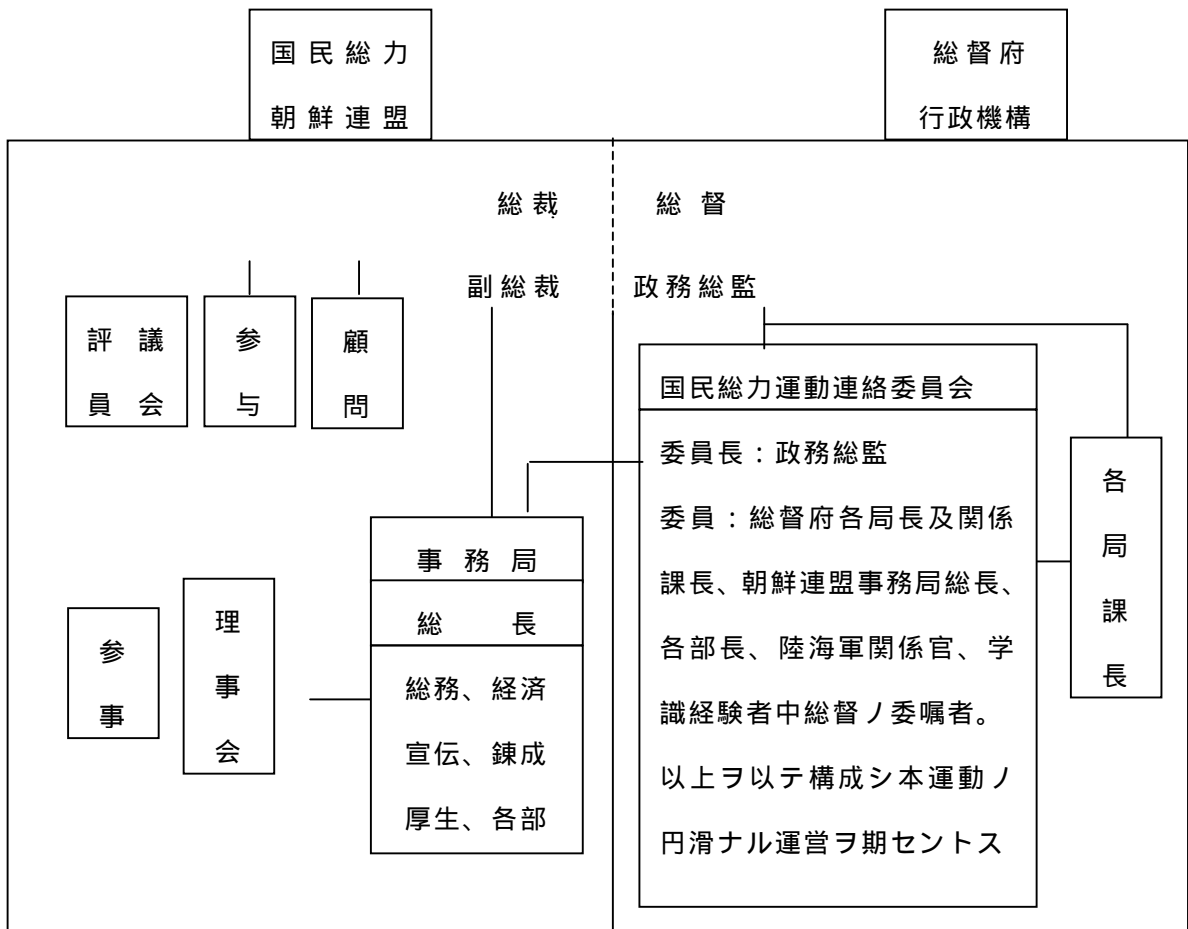 国民総力
朝鮮連盟
総督府
行政機構
総裁
総督
副総裁
政務総監
評議
員会
参与
顧問
国民総力運動連絡委員会
委員長：政務総監
委員：総督府各局長及関係
課長、朝鮮連盟事務局総長、
各部長、陸海軍関係官、学
識経験者中総督ノ委嘱者。
以上ヲ以テ構成シ本運動ノ
円滑ナル運営ヲ期セントス
各局課長
事務局
総長
総務、経済
宣伝、錬成
厚生、各部
理事会
参事